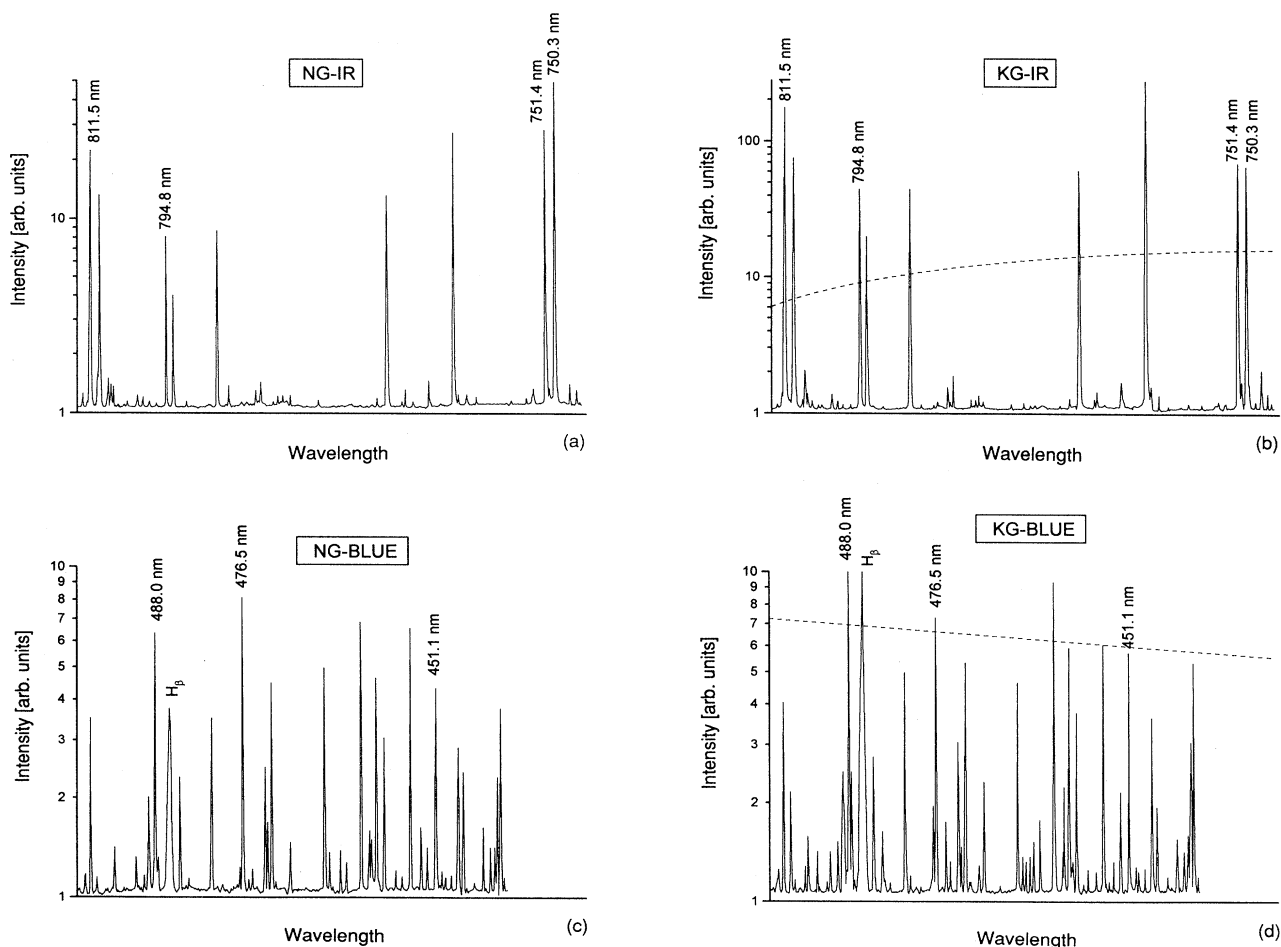 NG-IR
811.5 nm
794.8 nm
751.4 nm
750.3 nm
10
1
Intensity [arb. units]
Wavelength
(a)
KG-IR
811.5 nm
794.8 nm
751.4 nm
750.3 nm
100
10
1
Intensity [arb. units]
Wavelength
(b)
NG-BLUE
488.0 nm
Hβ
476.5 nm
451.1 nm
10
9
8
7
6
5
4
3
2
1
Intensity [arb. units]
Wavelength
(c)
KG-BLUE
488.0 nm
Hβ
476.5 nm
451.1 nm
10
9
8
7
6
5
4
3
2
1
Intensity [arb. units]
Wavelength
(d)